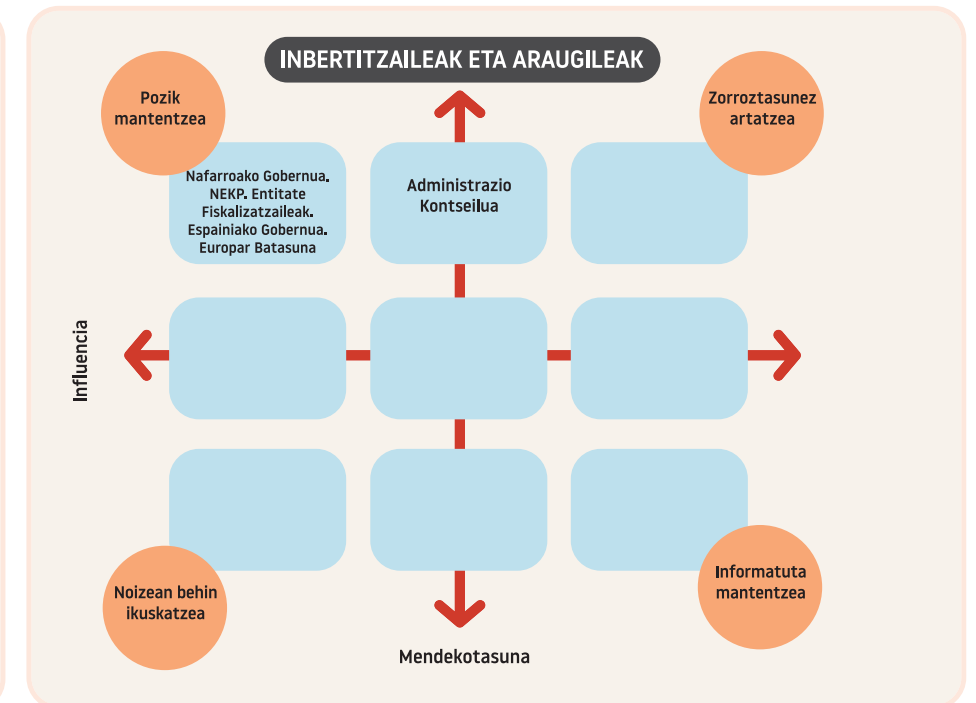 INBERTITZAILEAK ETA ARAUGILEAK
Pozik
mantentzea
Zorroztasunez
artatzea
Nafarroako Gobernua.
NEKP. Entitate
Fiskalizatzaileak.
Espainiako Gobernua.
Europar Batasuna
Administrazio
Kontseilua
Influencia
Noizean behin
ikuskatzea
Informatuta
mantentzea
Mendekotasuna